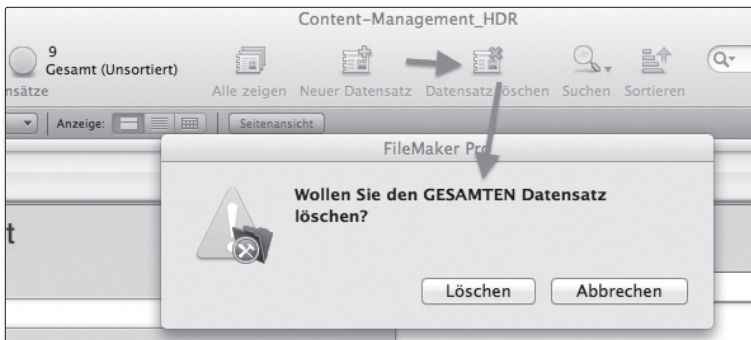 Content-Management_HDR
9
Gesamt (Unsortiert)
nsätze
Alle zeigen Neuer Datensatz Datensatz löschen Suchen Sortieren
Anzeige: Seitenansicht
FileMaker Pro
t
Wollen Sie den GESAMTEN Datensatz
löschen?
Löschen Abbrechen